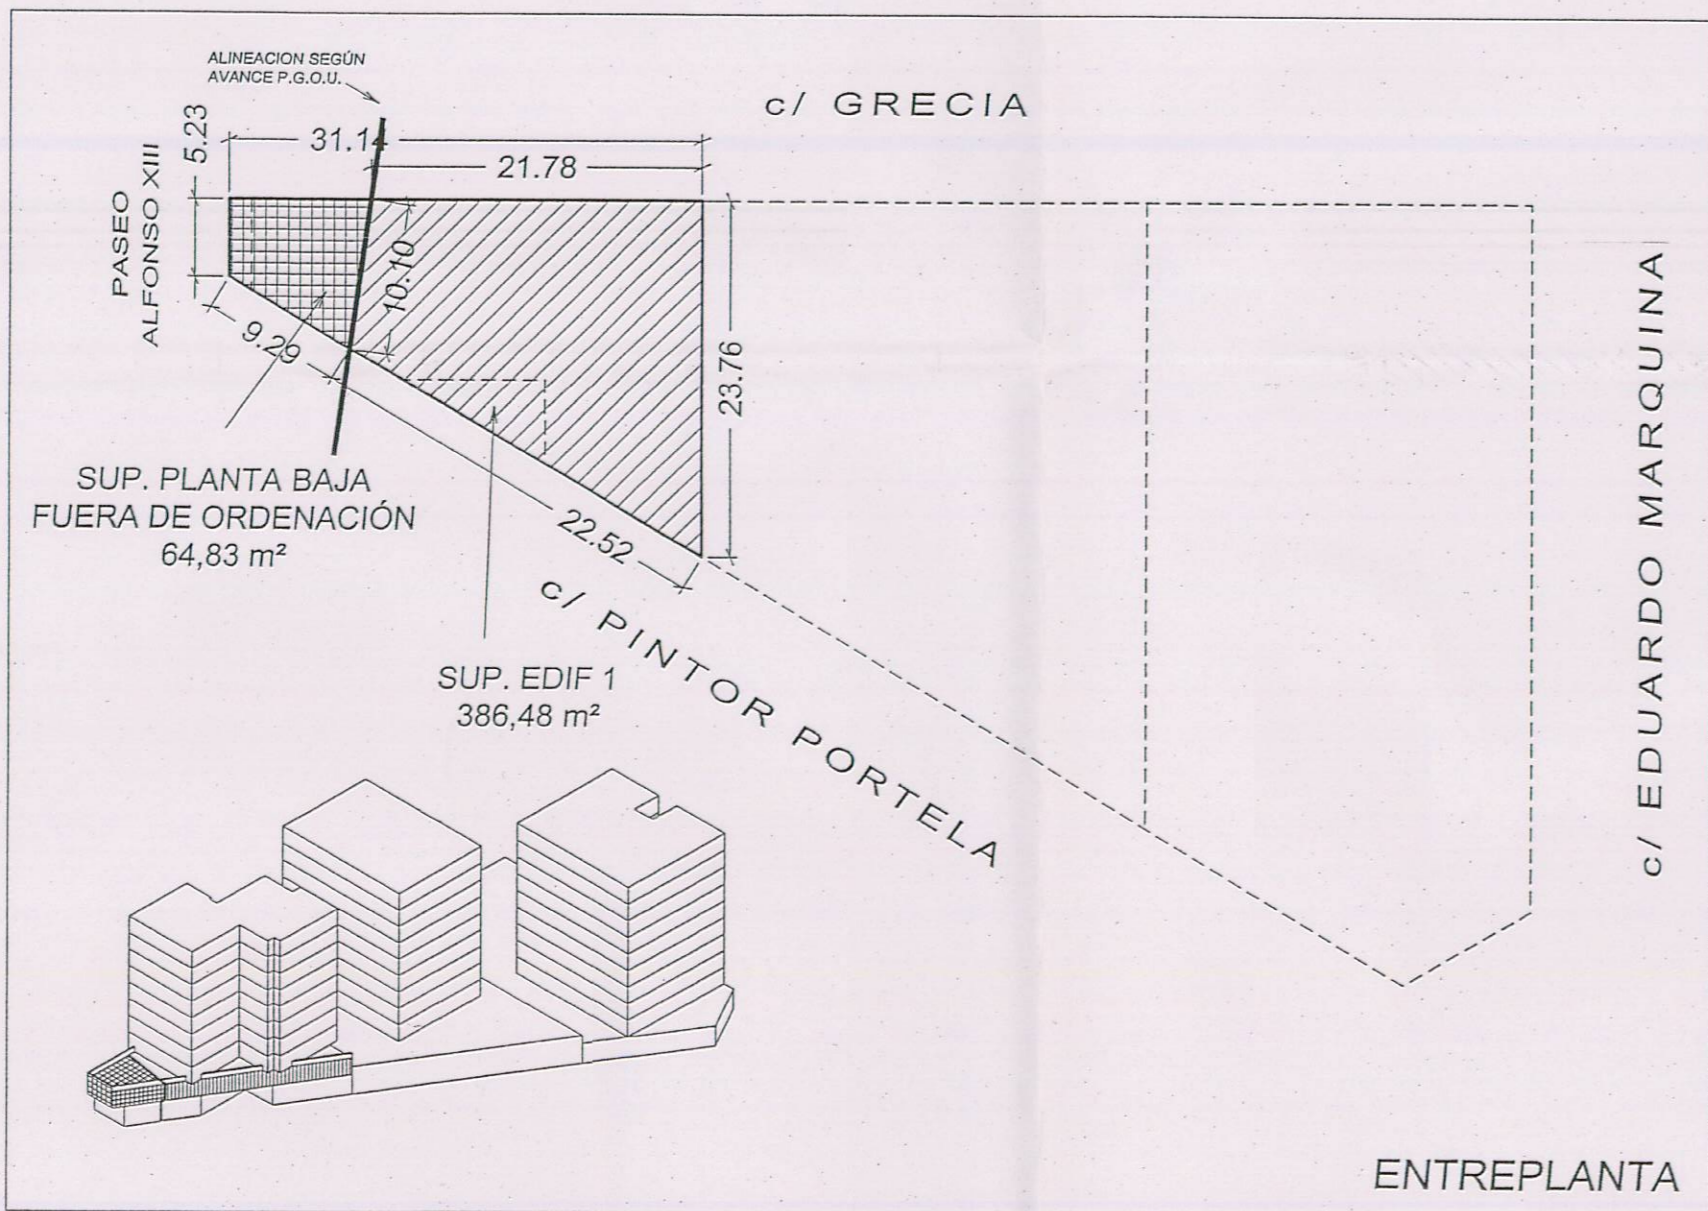 ALINEACION SEGÚN
AVANCE P.G.O.U.
c/ GRECIA
5.23
31.14
21.78
PASEO
ALFONSO XIII
10.10
9.29
23.76
22.52
SUP. PLANTA BAJA
FUERA DE ORDENACIÓN
64,83 m²
SUP. EDIF 1
386,48 m²
c/ PINTOR PORTELA
c/ EDUARDO MARQUINA
ENTREPLANTA